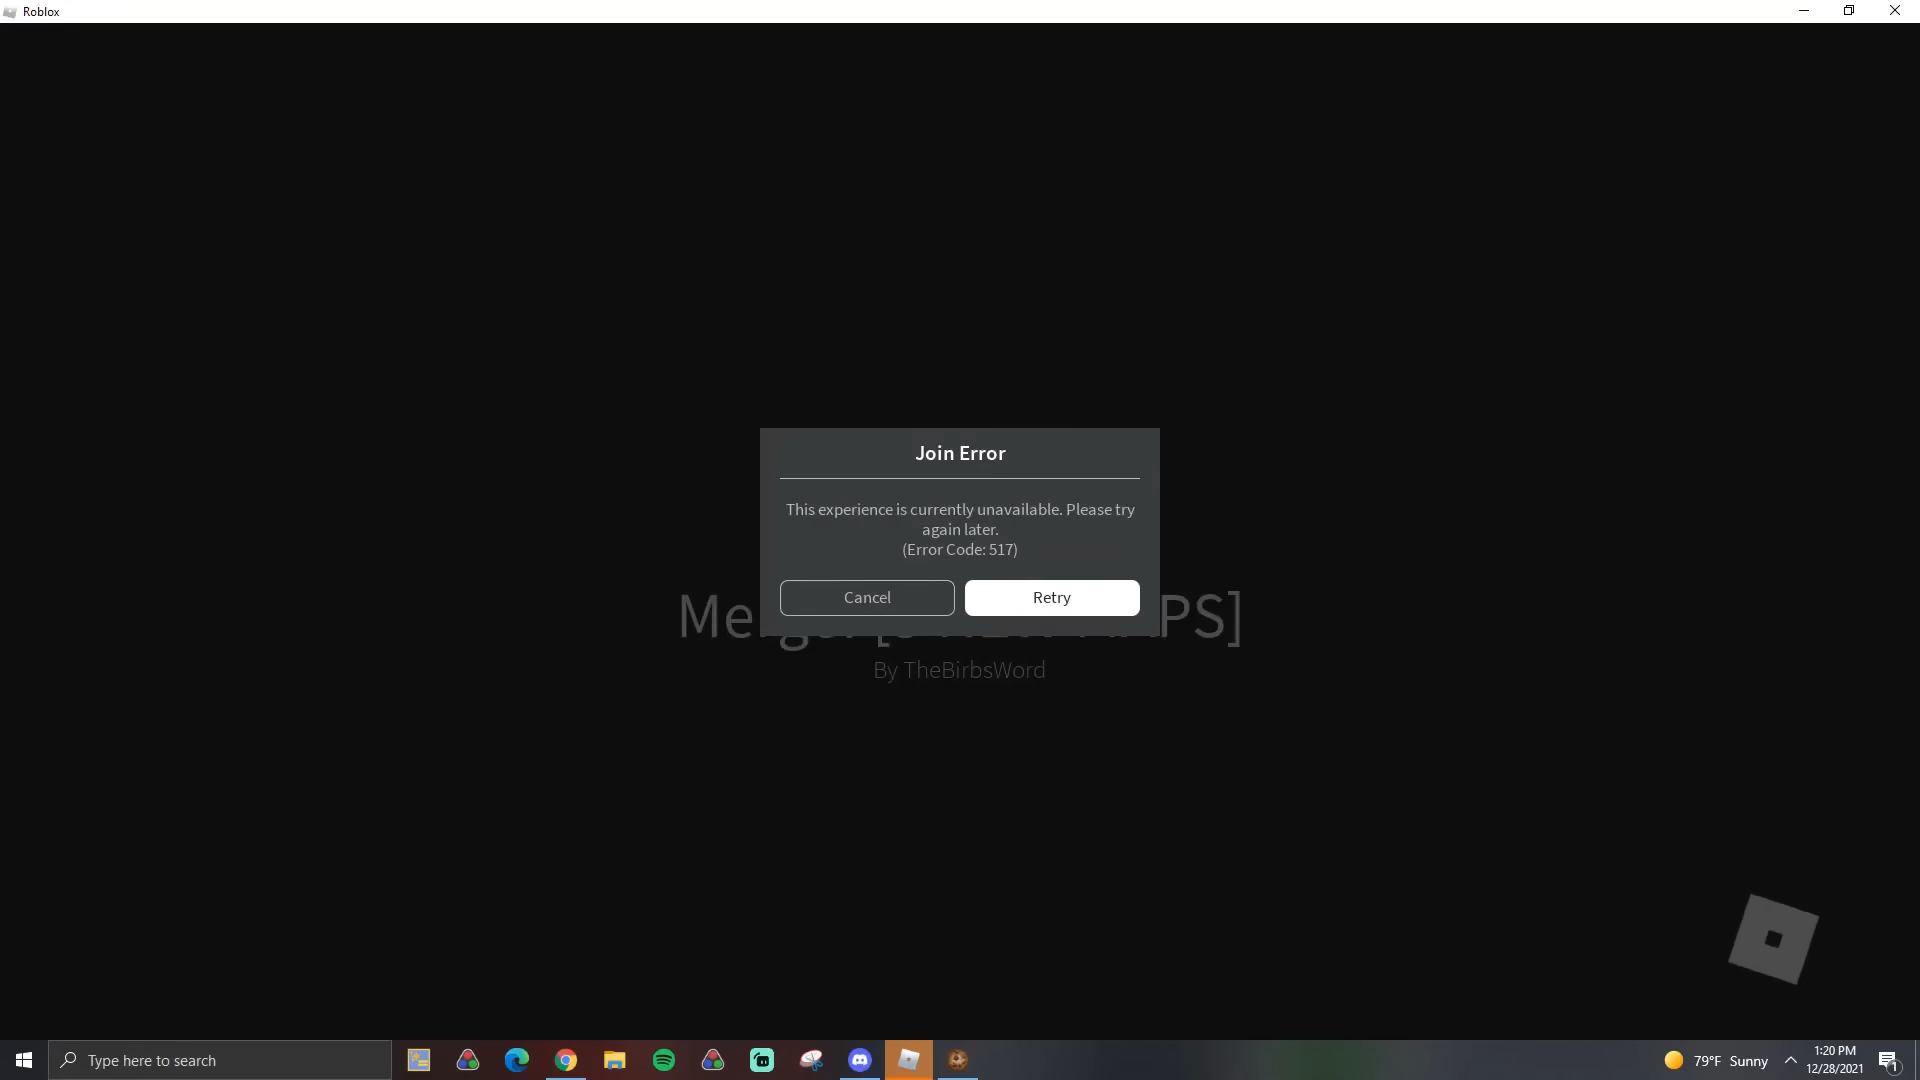 Roblox
Join Error
This experience is currently unavailable. Please try
again later.
(Error Code: 517)
Cancel
Retry
By TheBirbsWord
Type here to search
79°F Sunny
1:20 PM
12/28/2021
1